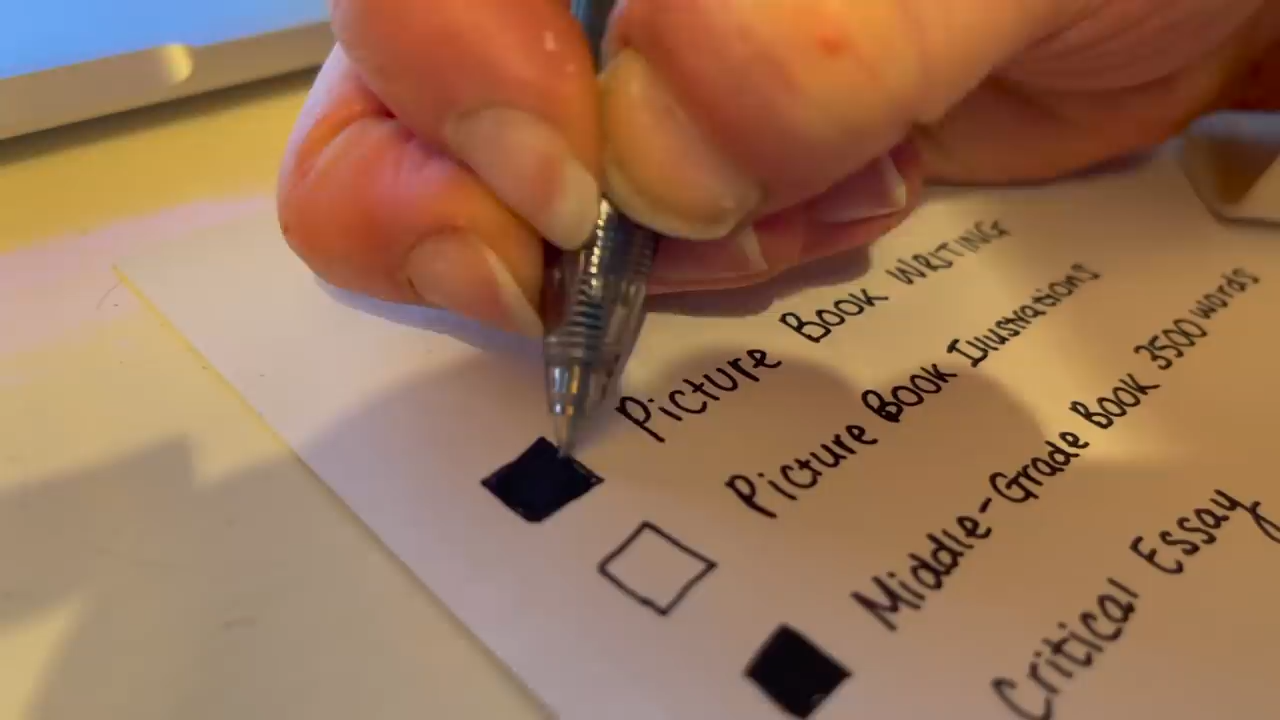 Picture Book WRITING
Picture Book Illustrations
Middle-Grade Book 3500 words
Critical Essay